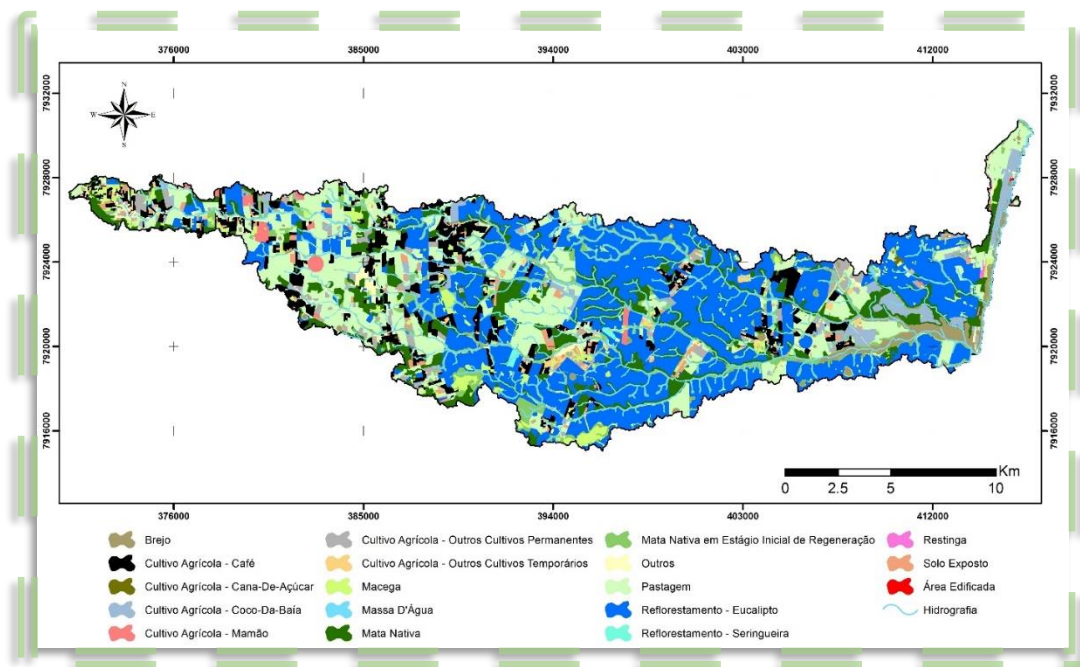 376000 385000 394000 403000 412000
7932000 7932000
N
W E
S
7928000 7928000
7924000 7924000
7920000 7920000
7916000 7916000
Km
0 2.5 5 10
376000 385000 394000 403000 412000
Brejo
Cultivo Agrícola - Café
Cultivo Agrícola - Cana-De-Açúcar
Cultivo Agrícola - Coco-Da-Baía
Cultivo Agrícola - Mamão
Cultivo Agrícola - Outros Cultivos Permanentes
Cultivo Agrícola - Outros Cultivos Temporários
Macega
Massa D'Água
Mata Nativa
Mata Nativa em Estágio Inicial de Regeneração
Outros
Pastagem
Reflorestamento - Eucalipto
Reflorestamento - Seringueira
Restinga
Solo Exposto
Área Edificada
Hidrografia